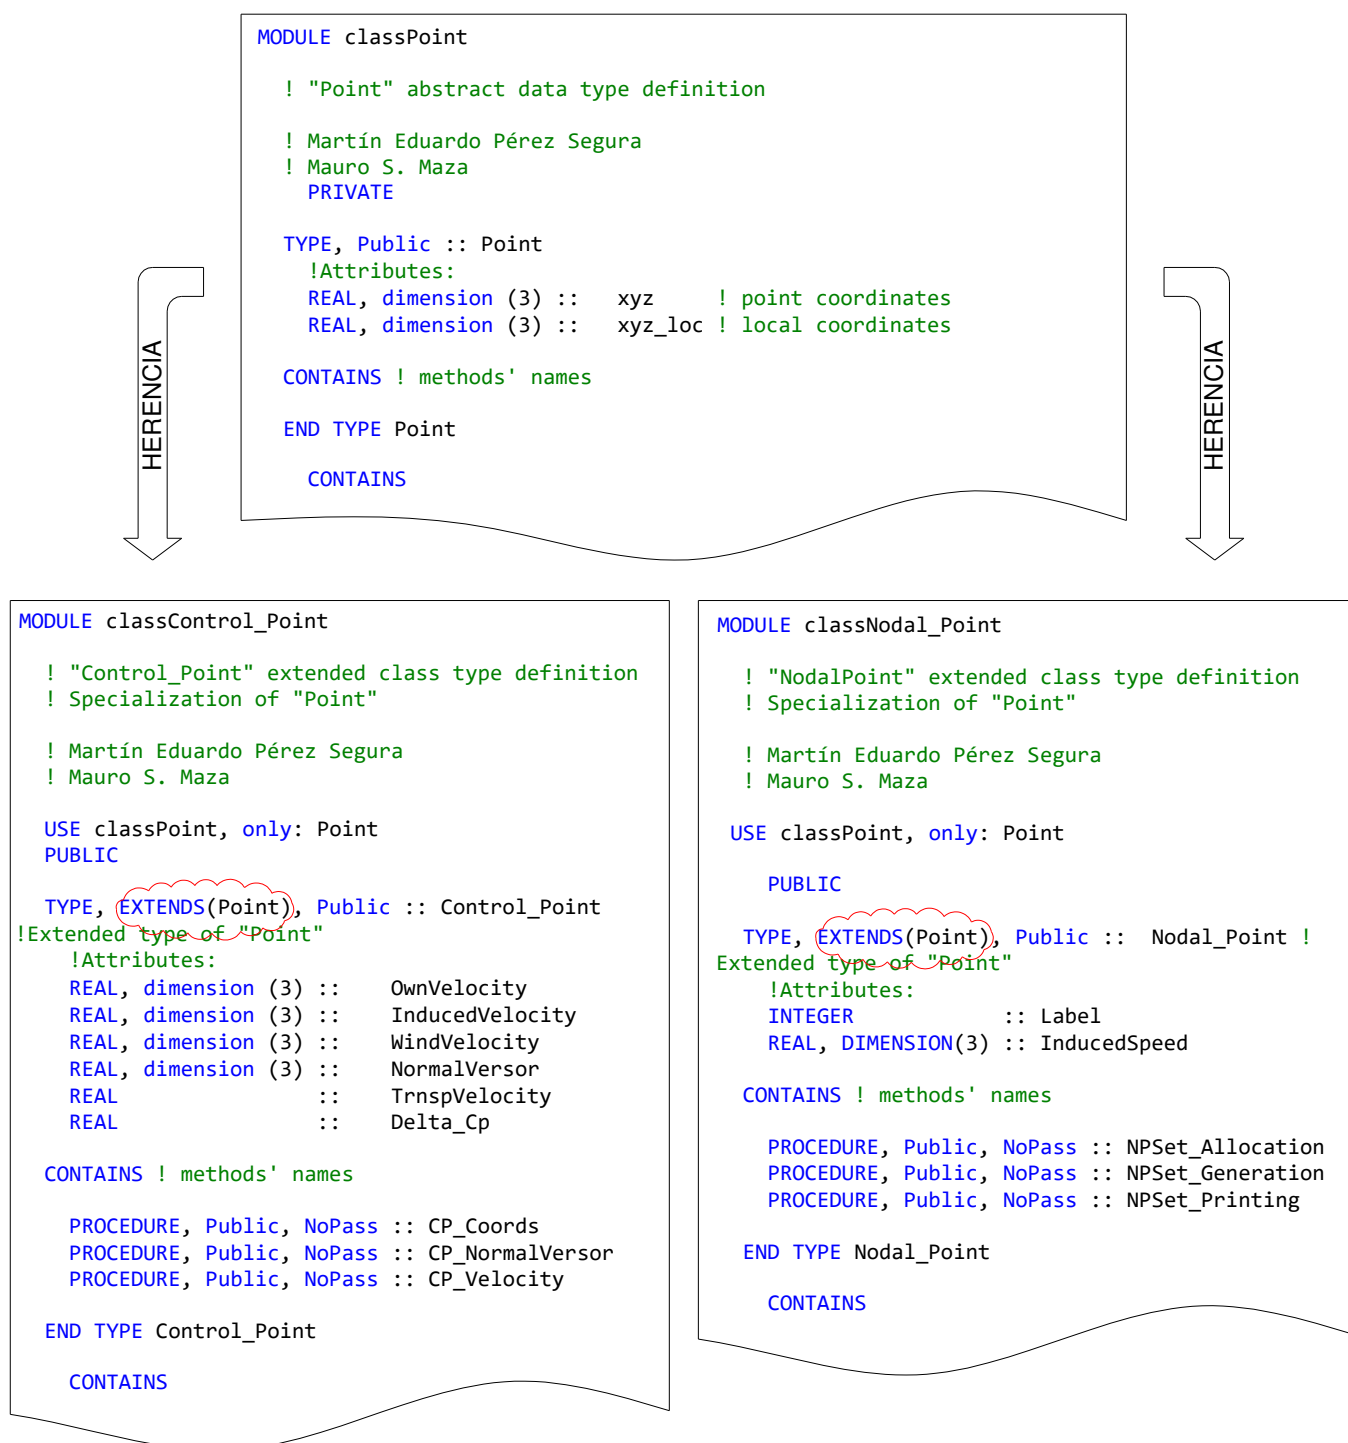 MODULE classPoint
! "Point" abstract data type definition
! Martín Eduardo Pérez Segura
! Mauro S. Maza
PRIVATE
TYPE, Public :: Point
!Attributes:
REAL, dimension (3) :: xyz ! point coordinates
REAL, dimension (3) :: xyz_loc ! local coordinates
CONTAINS ! methods' names
END TYPE Point
CONTAINS
HERENCIA
HERENCIA
MODULE classControl_Point
! "Control_Point" extended class type definition
! Specialization of "Point"
! Martín Eduardo Pérez Segura
! Mauro S. Maza
USE classPoint, only: Point
PUBLIC
TYPE, EXTENDS(Point), Public :: Control_Point
!Extended type of "Point"
!Attributes:
REAL, dimension (3) :: OwnVelocity
REAL, dimension (3) :: InducedVelocity
REAL, dimension (3) :: WindVelocity
REAL, dimension (3) :: NormalVersor
REAL :: TrnspVelocity
REAL :: Delta_Cp
CONTAINS ! methods' names
PROCEDURE, Public, NoPass :: CP_Coords
PROCEDURE, Public, NoPass :: CP_NormalVersor
PROCEDURE, Public, NoPass :: CP_Velocity
END TYPE Control_Point
CONTAINS
MODULE classNodal_Point
! "NodalPoint" extended class type definition
! Specialization of "Point"
! Martín Eduardo Pérez Segura
! Mauro S. Maza
USE classPoint, only: Point
PUBLIC
TYPE, EXTENDS(Point), Public :: Nodal_Point !
Extended type of "Point"
!Attributes:
INTEGER :: Label
REAL, DIMENSION(3) :: InducedSpeed
CONTAINS ! methods' names
PROCEDURE, Public, NoPass :: NPSet_Allocation
PROCEDURE, Public, NoPass :: NPSet_Generation
PROCEDURE, Public, NoPass :: NPSet_Printing
END TYPE Nodal_Point
CONTAINS